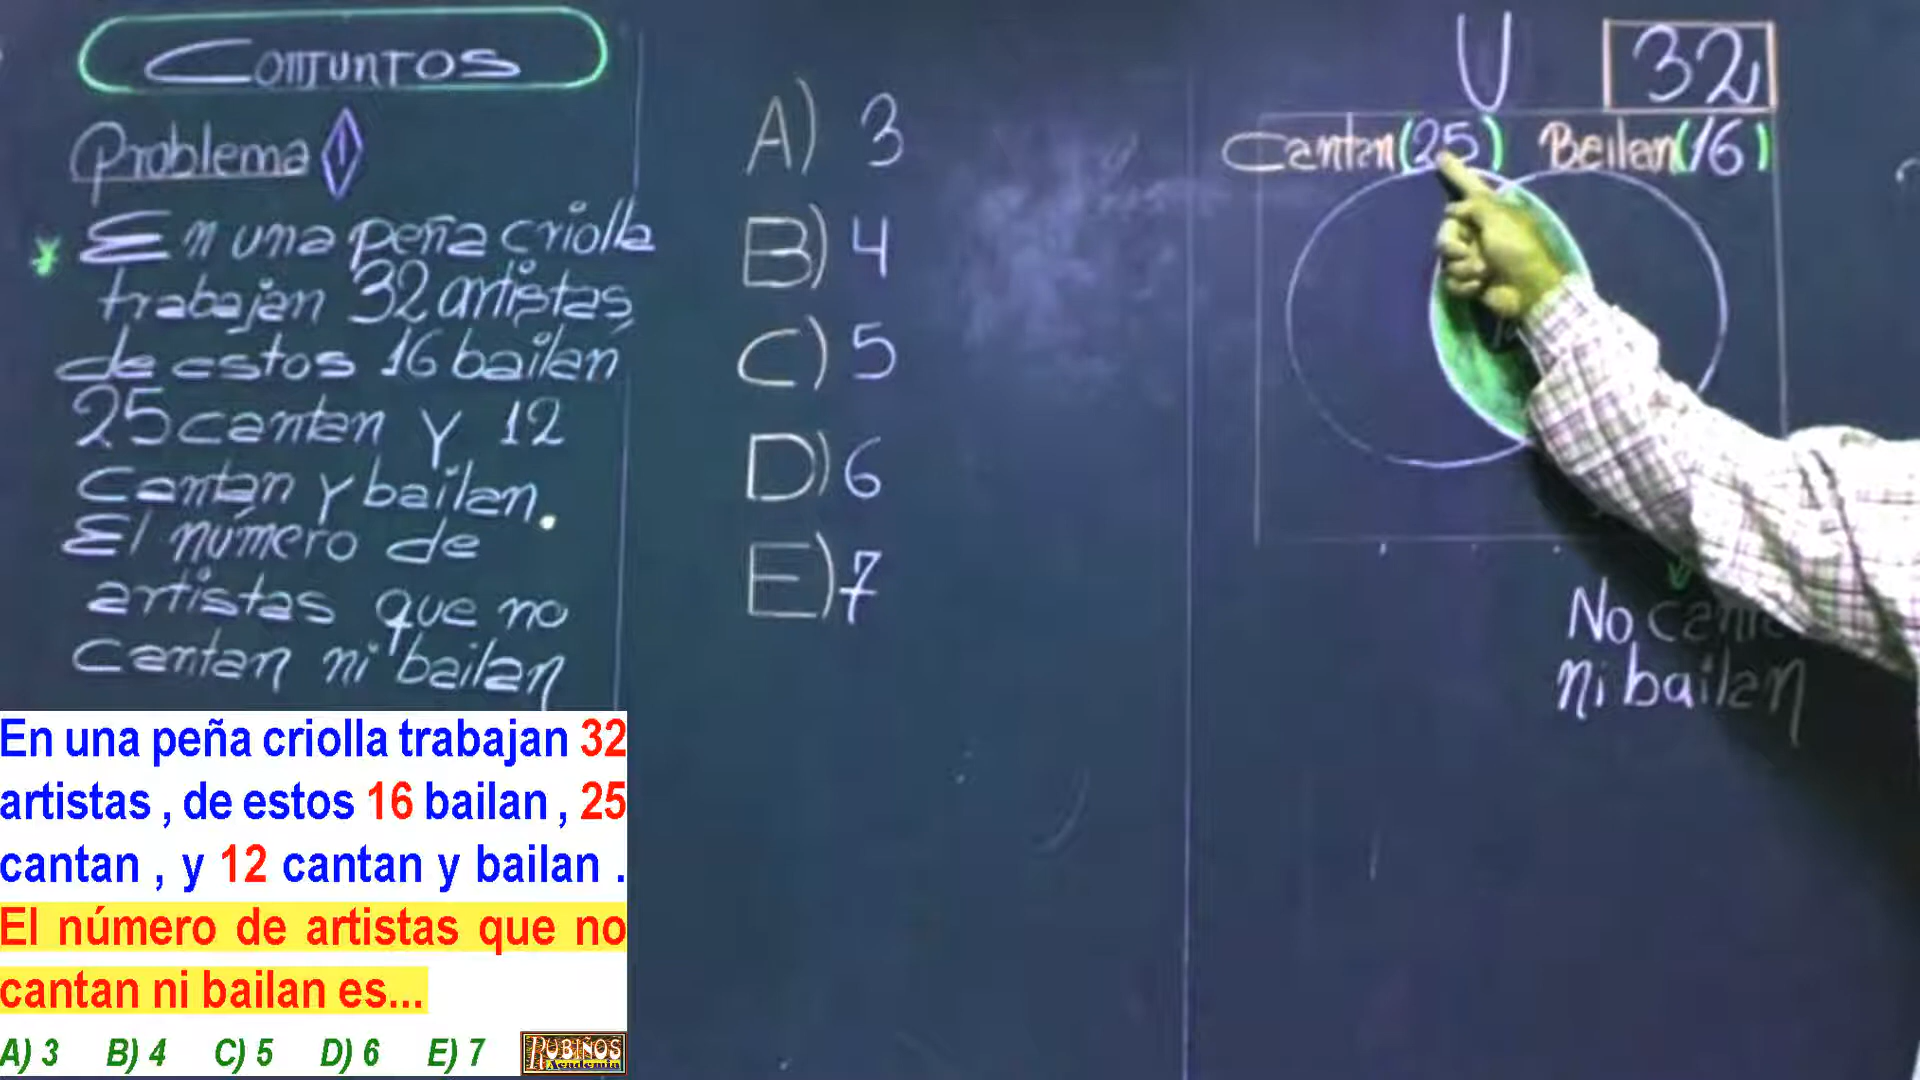 CONJUNTOS
Problema 1
* En una peña criolla
trabajan 32 artistas,
de estos 16 bailan,
25 cantan y 12
cantan y bailan.
El número de
artistas que no
cantan ni bailan
A) 3
B) 4
C) 5
D) 6
E) 7
U 32
Cantan (25) Bailan (16)
No
ni bailan
En una peña criolla trabajan 32
artistas , de estos 16 bailan , 25
cantan , y 12 cantan y bailan .
El número de artistas que no
cantan ni bailan es...
A) 3 B) 4 C) 5 D) 6 E) 7
RUBIÑOS